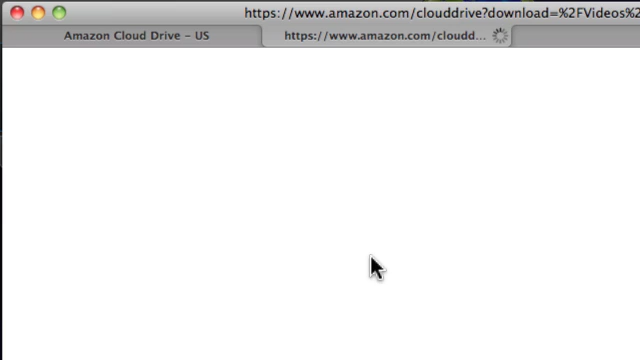 https://www.amazon.com/clouddrive?download=%2FVideos%2
Amazon Cloud Drive – US
https://www.amazon.com/cloudd...